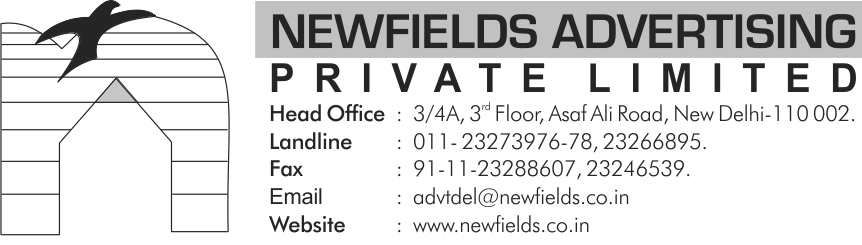 NEWFIELDS ADVERTISING
PRIVATE LIMITED
Head Office : 3/4A, 3rd Floor, Asaf Ali Road, New Delhi-110 002.
Landline : 011- 23273976-78, 23266895.
Fax : 91-11-23288607, 23246539.
Email : advtdel@newfields.co.in
Website : www.newfields.co.in